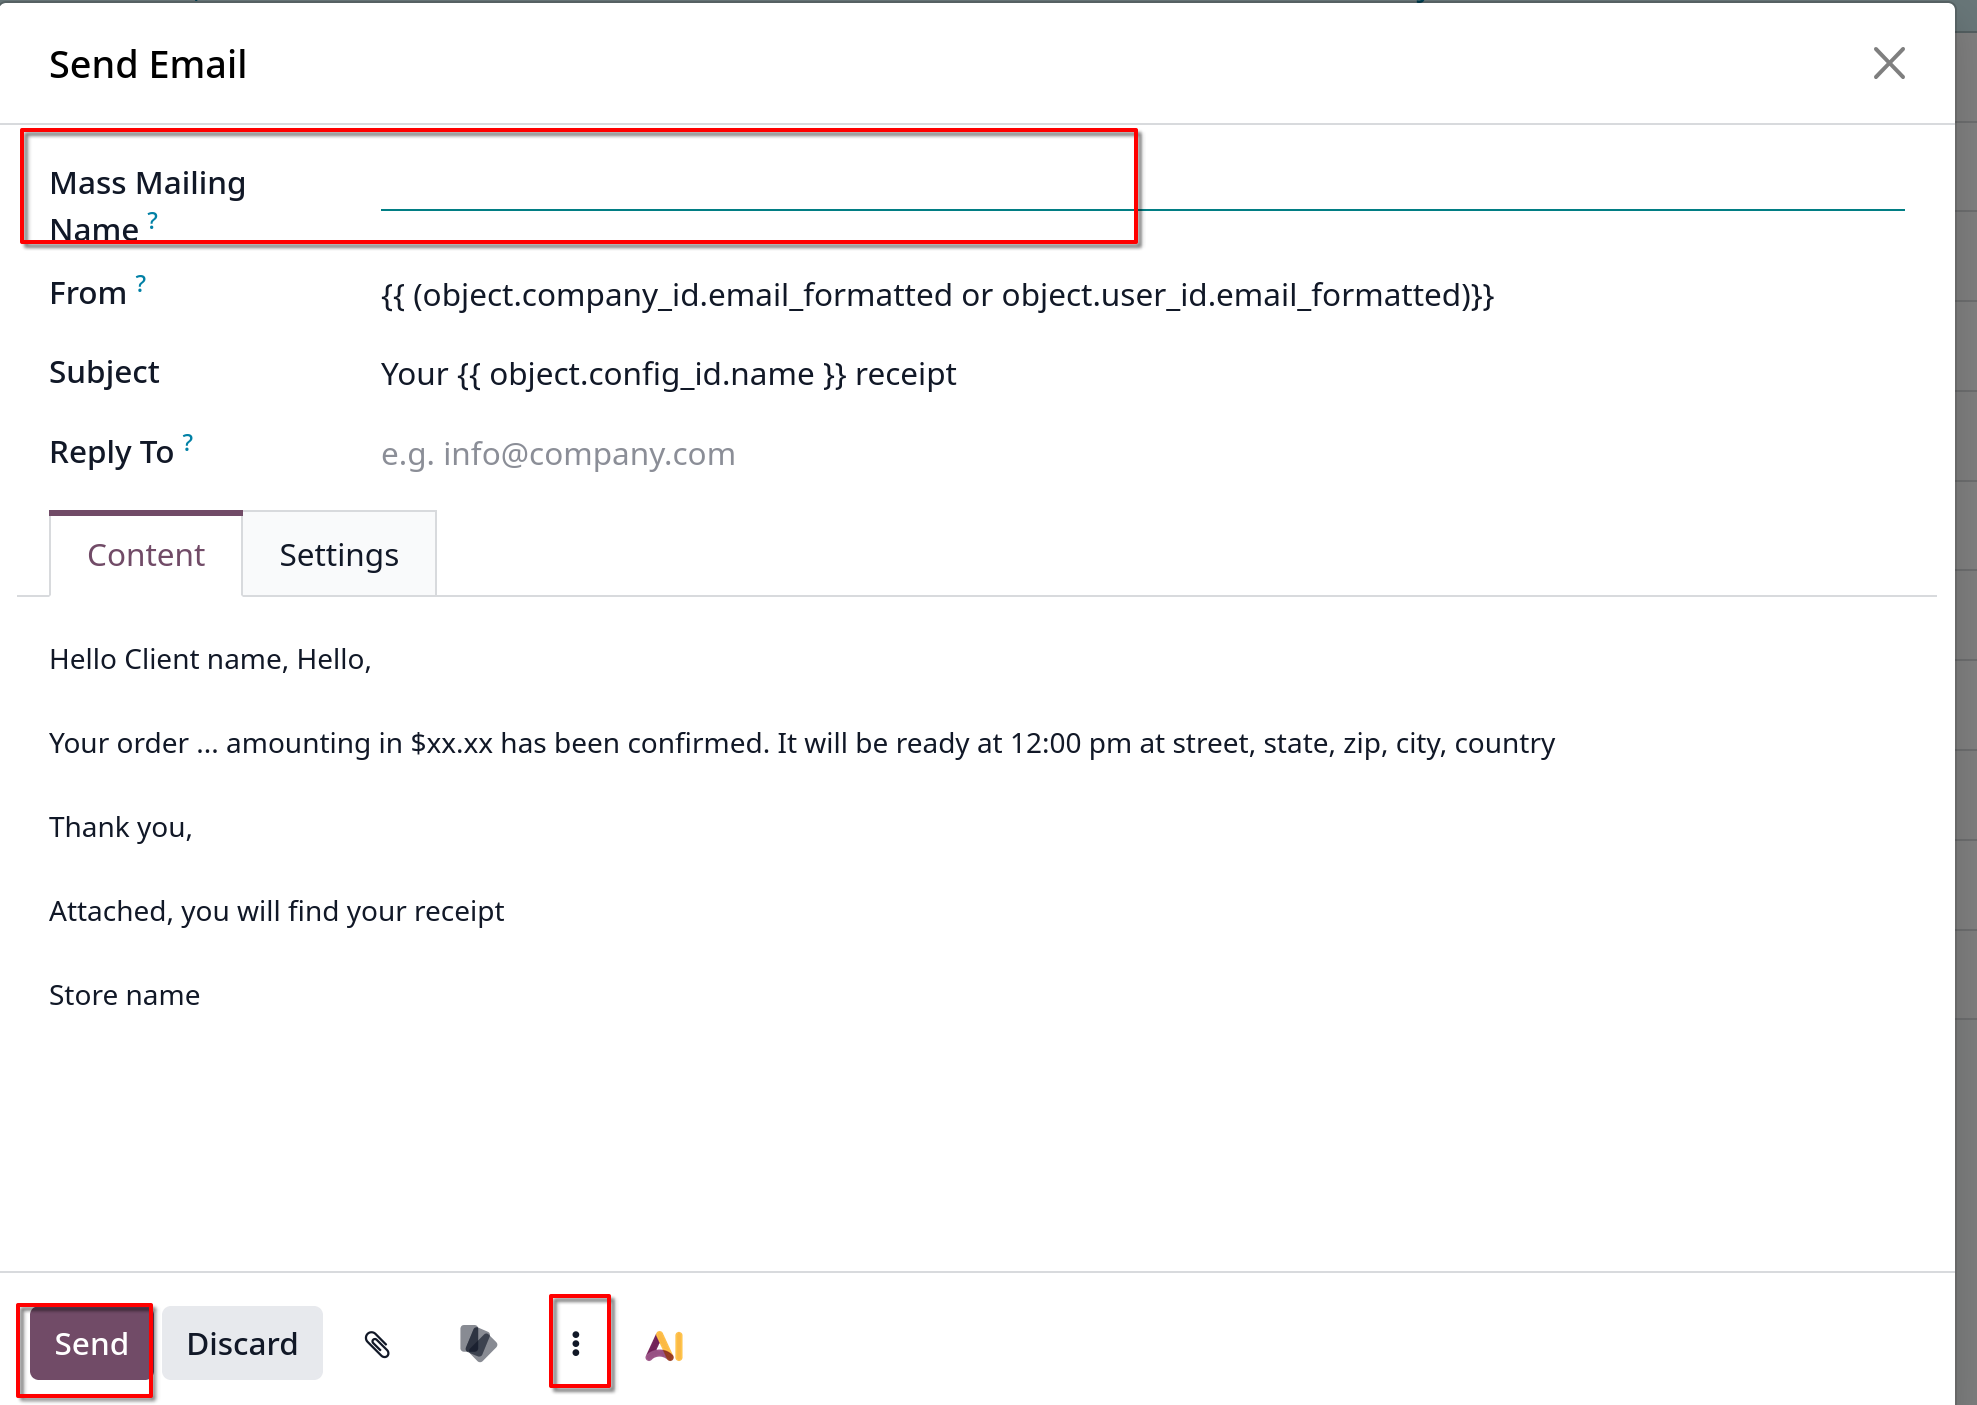 Send Email
Mass Mailing
Name ?
From ? {{ (object.company_id.email_formatted or object.user_id.email_formatted)}}
Subject Your {{ object.config_id.name }} receipt
Reply To ? e.g. info@company.com
Content Settings
Hello Client name, Hello,
Your order ... amounting in $xx.xx has been confirmed. It will be ready at 12:00 pm at street, state, zip, city, country
Thank you,
Attached, you will find your receipt
Store name
Send Discard AI